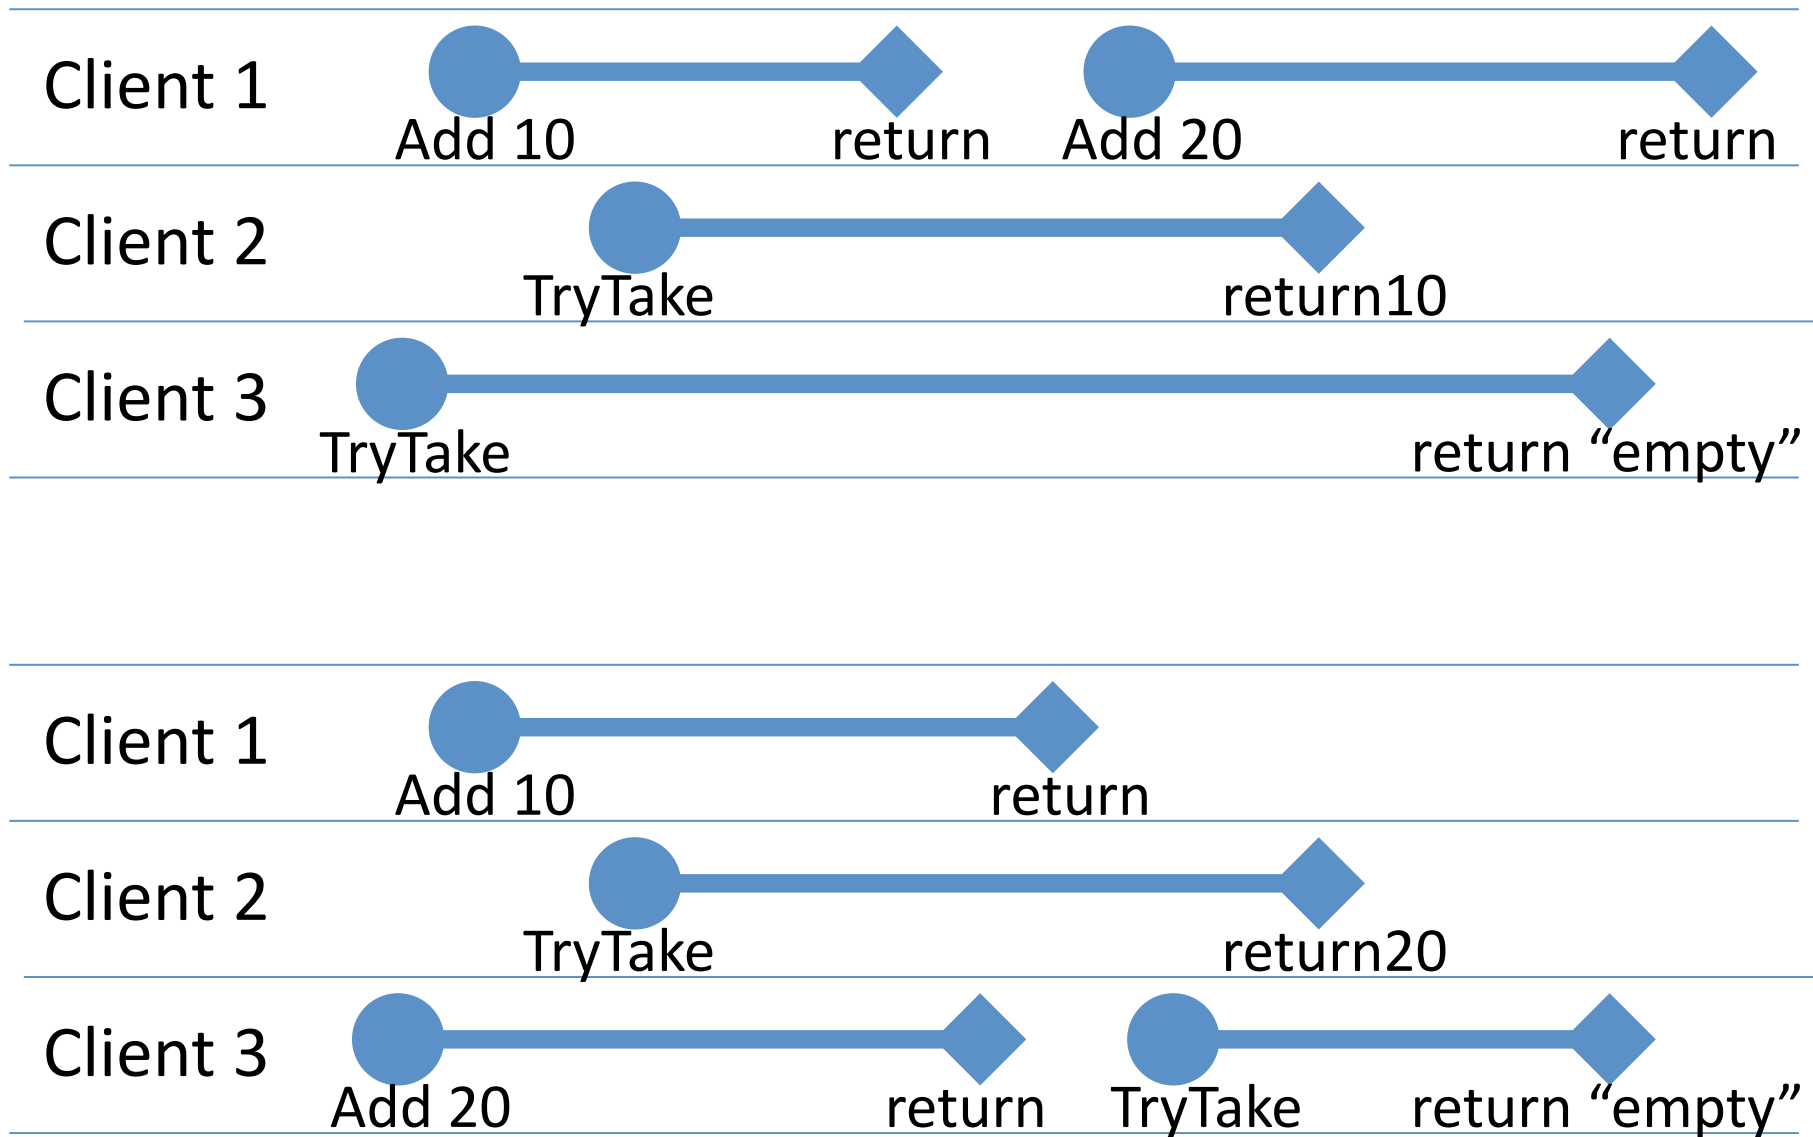 Client 1
Add 10 return Add 20 return
Client 2
TryTake return10
Client 3
TryTake return “empty”
Client 1
Add 10 return
Client 2
TryTake return20
Client 3
Add 20 return TryTake return “empty”